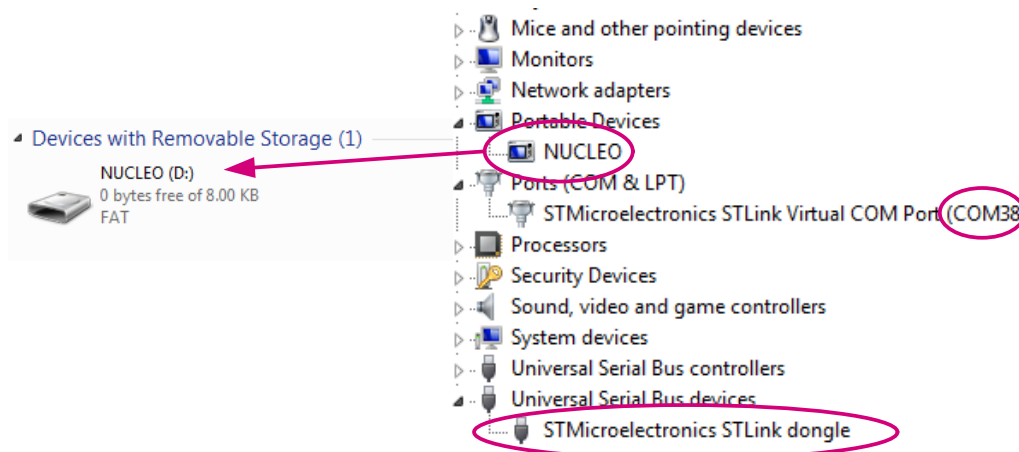 Mice and other pointing devices
Monitors
Network adapters
Portable Devices
NUCLEO
Ports (COM & LPT)
STMicroelectronics STLink Virtual COM Port (COM38
Processors
Security Devices
Sound, video and game controllers
System devices
Universal Serial Bus controllers
Universal Serial Bus devices
STMicroelectronics STLink dongle
Devices with Removable Storage (1)
NUCLEO (D:)
0 bytes free of 8.00 KB
FAT